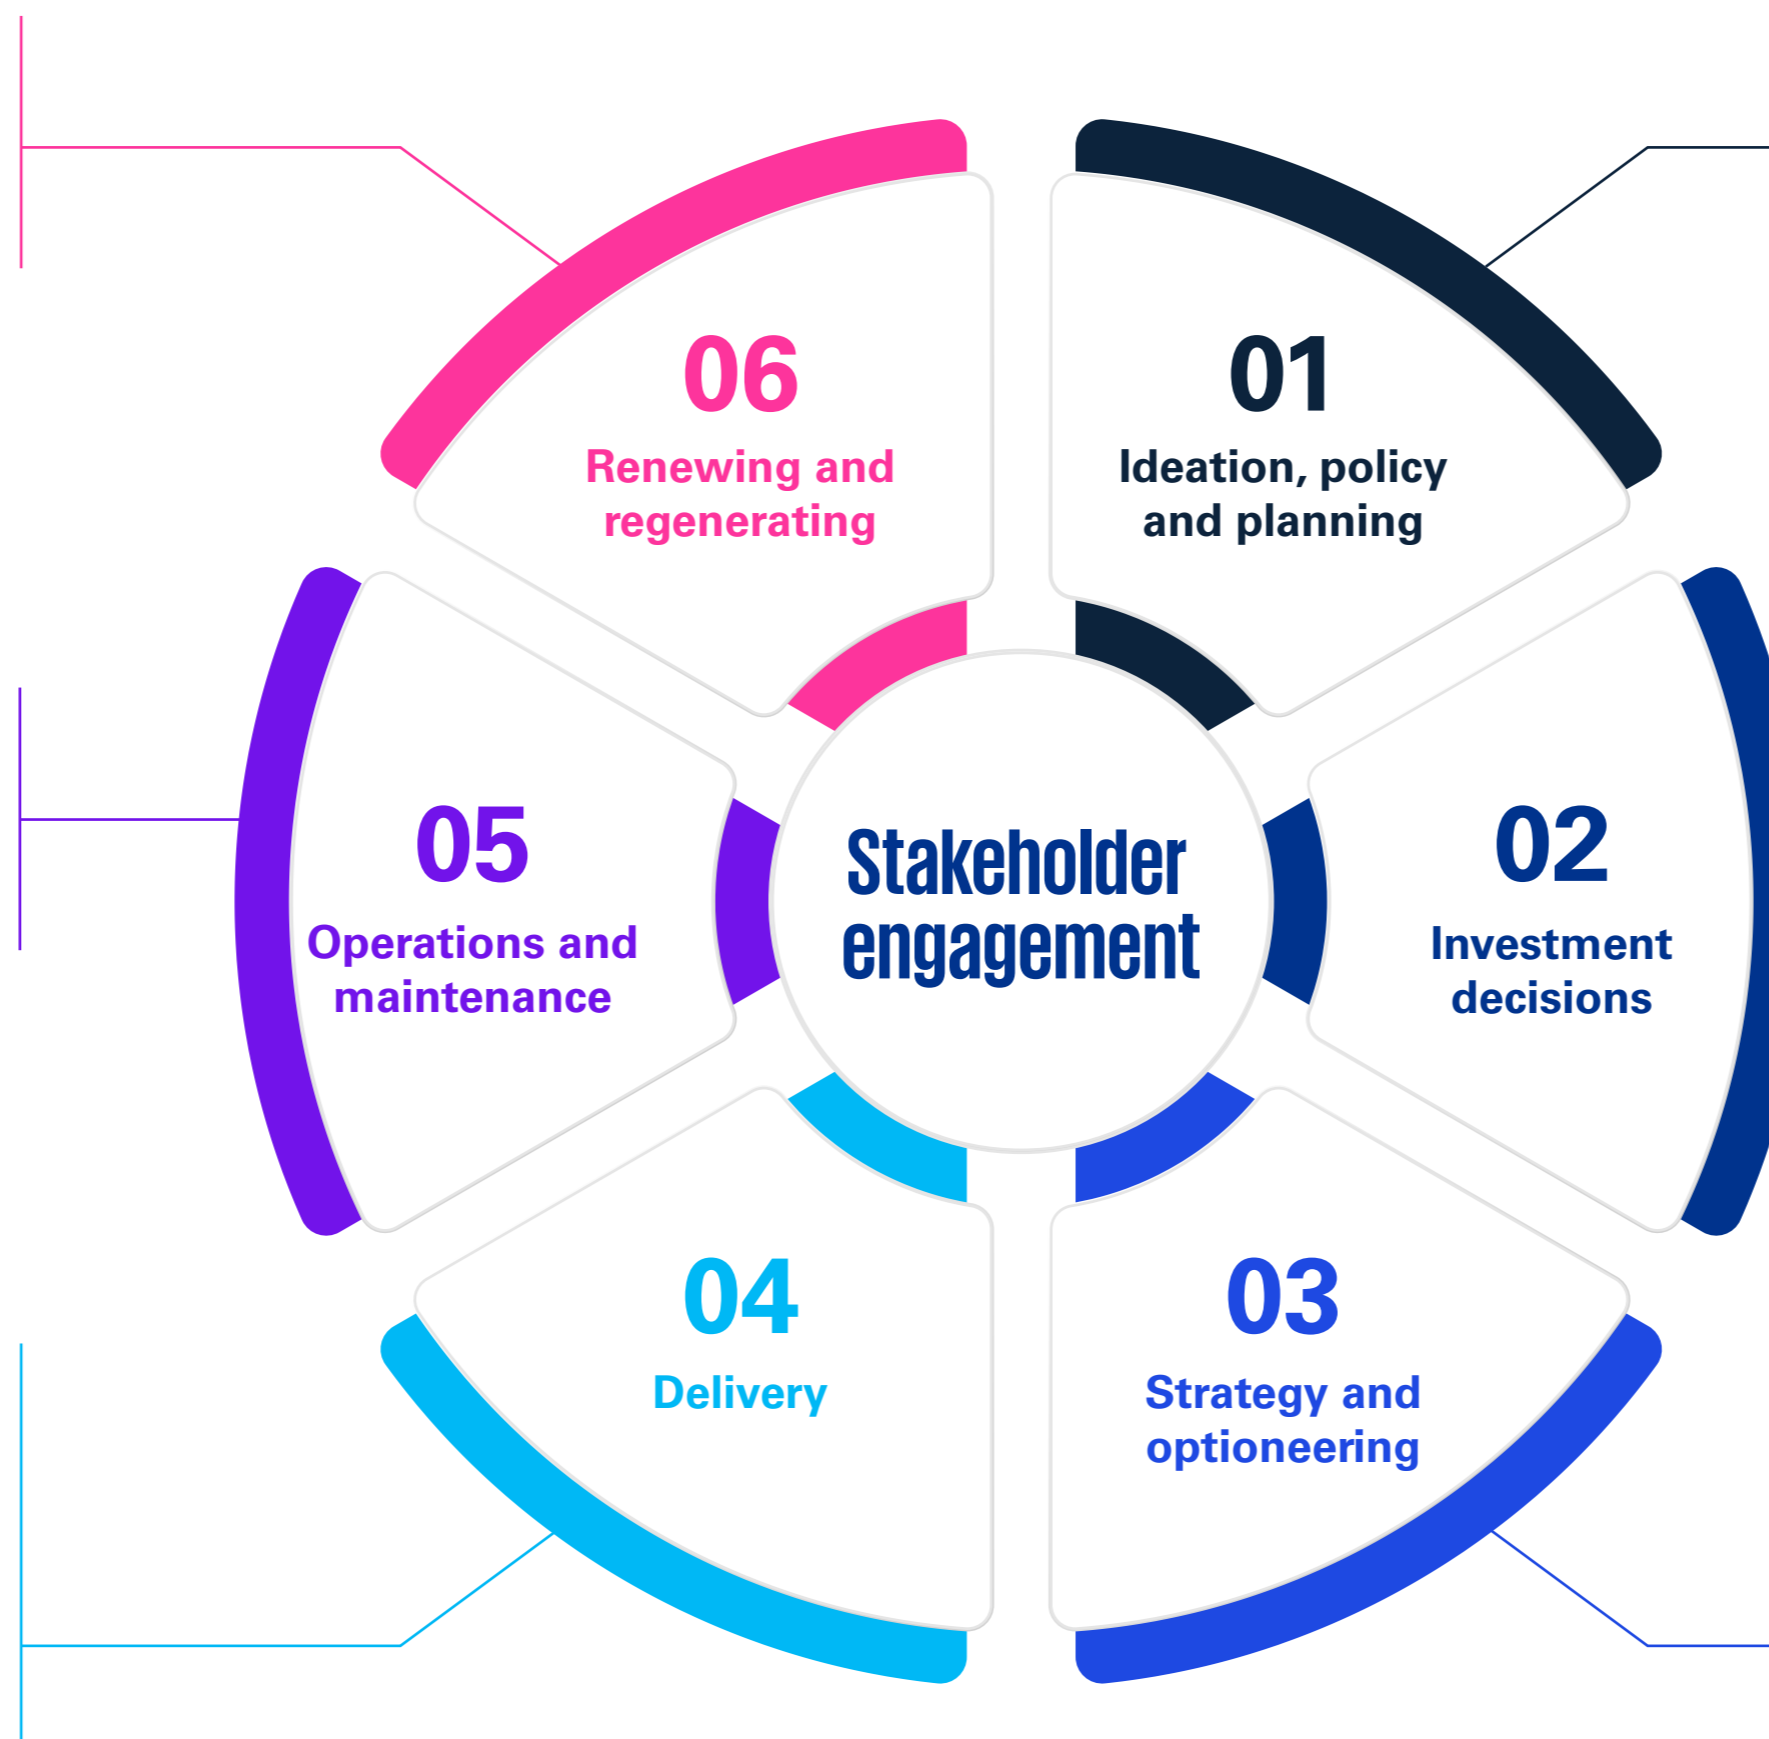 01
Ideation, policy
and planning
02
Investment
decisions
03
Strategy and
optioneering
04
Delivery
05
Operations and
maintenance
06
Renewing and
regenerating
Stakeholder
engagement